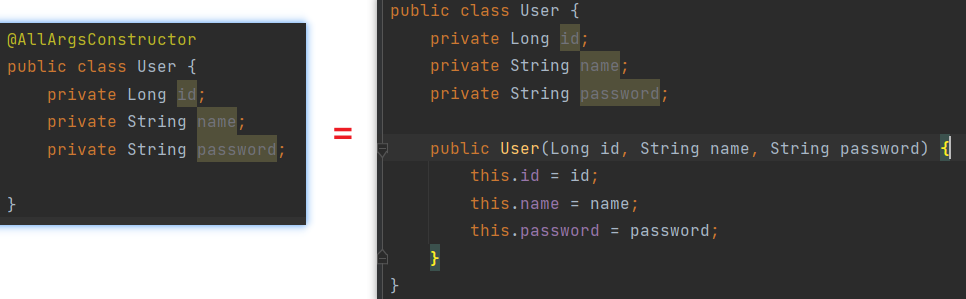 @AllArgsConstructor
public class User {
    private Long id;
    private String name;
    private String password;
}
=
public class User {
    private Long id;
    private String name;
    private String password;
    public User(Long id, String name, String password) {
        this.id = id;
        this.name = name;
        this.password = password;
    }
}